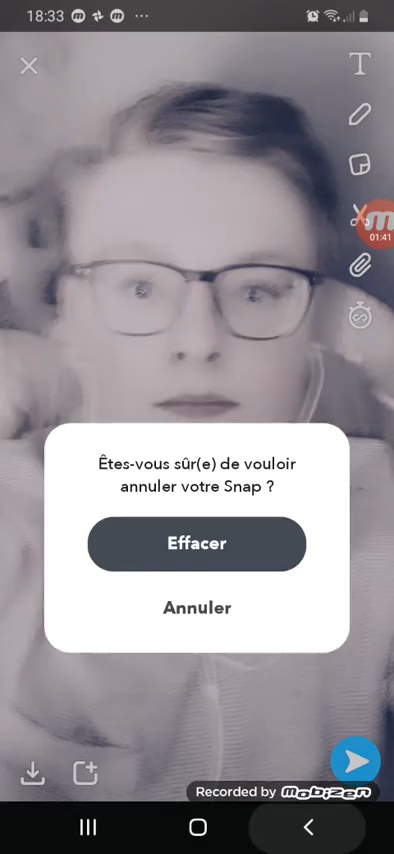 18:33
T
01:41
Êtes-vous sûr(e) de vouloir
annuler votre Snap ?
Effacer
Annuler
Recorded by mobizen